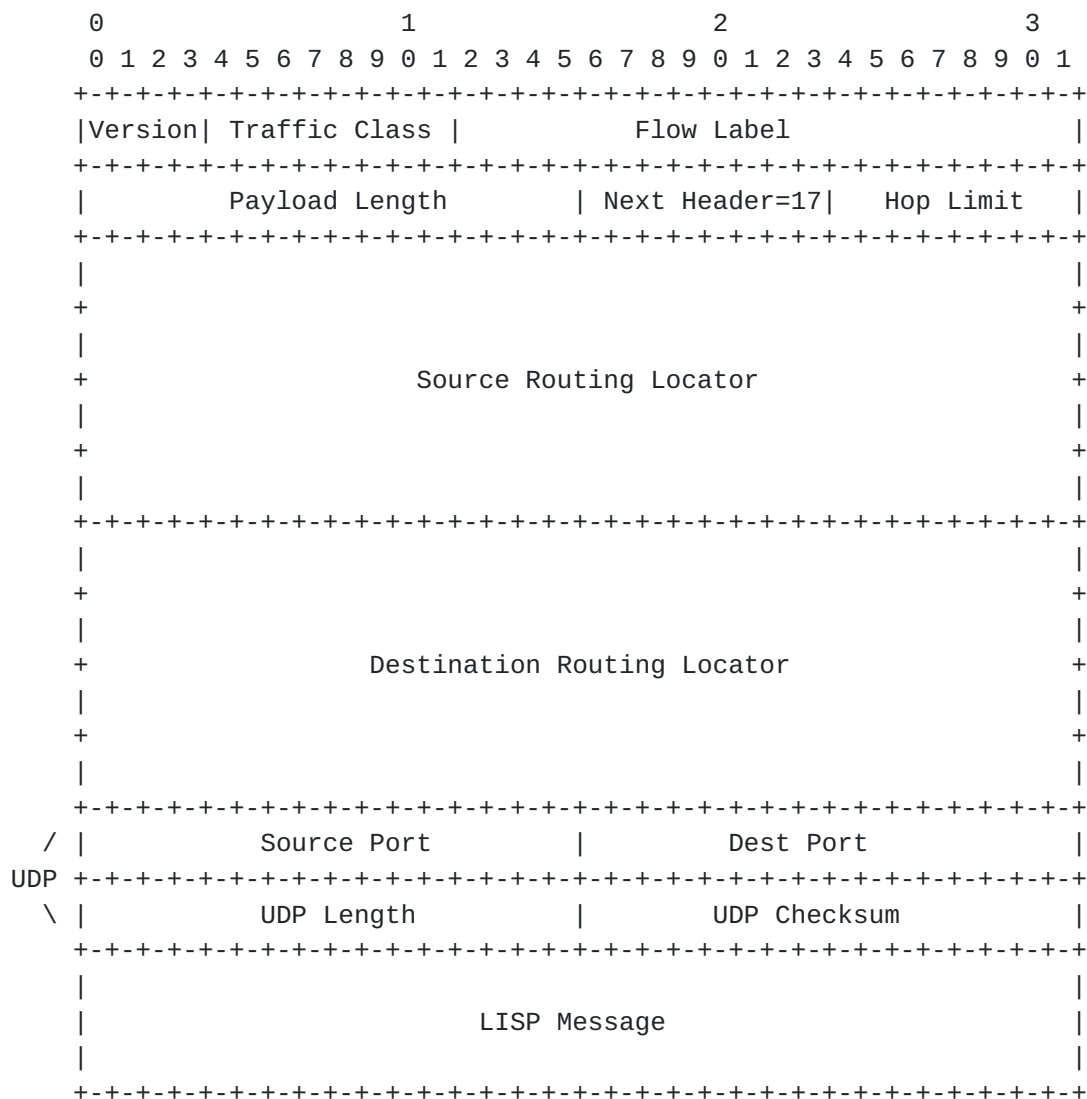 0                   1                   2                   3
 0 1 2 3 4 5 6 7 8 9 0 1 2 3 4 5 6 7 8 9 0 1 2 3 4 5 6 7 8 9 0 1
+-+-+-+-+-+-+-+-+-+-+-+-+-+-+-+-+-+-+-+-+-+-+-+-+-+-+-+-+-+-+-+-+
|Version| Traffic Class |           Flow Label                  |
+-+-+-+-+-+-+-+-+-+-+-+-+-+-+-+-+-+-+-+-+-+-+-+-+-+-+-+-+-+-+-+-+
|         Payload Length        | Next Header=17|   Hop Limit   |
+-+-+-+-+-+-+-+-+-+-+-+-+-+-+-+-+-+-+-+-+-+-+-+-+-+-+-+-+-+-+-+-+
|                                                               |
+                                                               +
|                                                               |
+                     Source Routing Locator                    +
|                                                               |
+                                                               +
|                                                               |
+-+-+-+-+-+-+-+-+-+-+-+-+-+-+-+-+-+-+-+-+-+-+-+-+-+-+-+-+-+-+-+-+
|                                                               |
+                                                               +
|                                                               |
+                  Destination Routing Locator                  +
|                                                               |
+                                                               +
|                                                               |
+-+-+-+-+-+-+-+-+-+-+-+-+-+-+-+-+-+-+-+-+-+-+-+-+-+-+-+-+-+-+-+-+
/ |           Source Port         |         Dest Port             |
UDP +-+-+-+-+-+-+-+-+-+-+-+-+-+-+-+-+-+-+-+-+-+-+-+-+-+-+-+-+-+-+-+-+
\ |           UDP Length          |        UDP Checksum           |
+-+-+-+-+-+-+-+-+-+-+-+-+-+-+-+-+-+-+-+-+-+-+-+-+-+-+-+-+-+-+-+-+
|                                                               |
|                         LISP Message                          |
|                                                               |
+-+-+-+-+-+-+-+-+-+-+-+-+-+-+-+-+-+-+-+-+-+-+-+-+-+-+-+-+-+-+-+-+